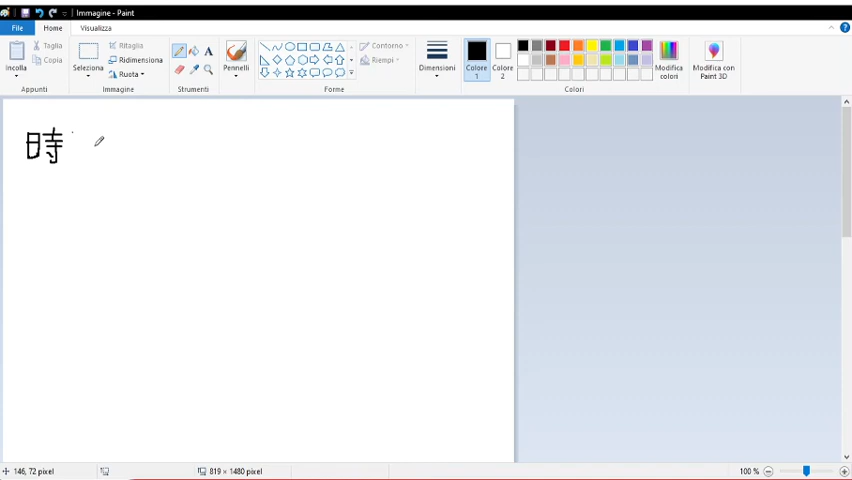 Immagine - Paint
File Home Visualizza
Incolla Taglia Copia Seleziona Ritaglia Ridimensiona Ruota A Pennelli Contorno Riempi Dimensioni Colore 1 Colore 2 Modifica colori Modifica con Paint 3D
Appunti Immagine Strumenti Forme Colori
時
146, 72 pixel 819 × 1480 pixel 100 %